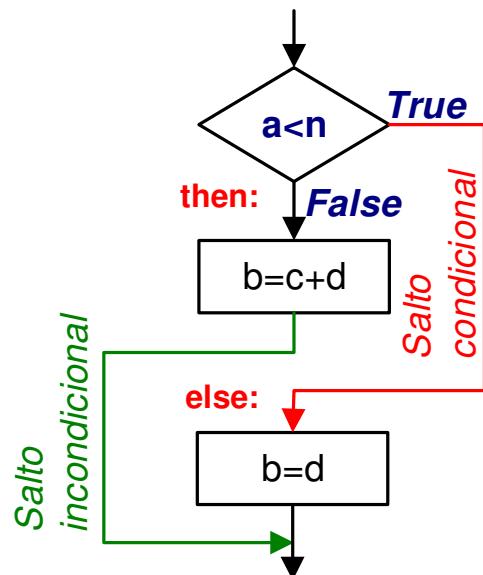 True
a<n
then:
False
b=c+d
Salto
condicional
Salto
incondicional
else:
b=d